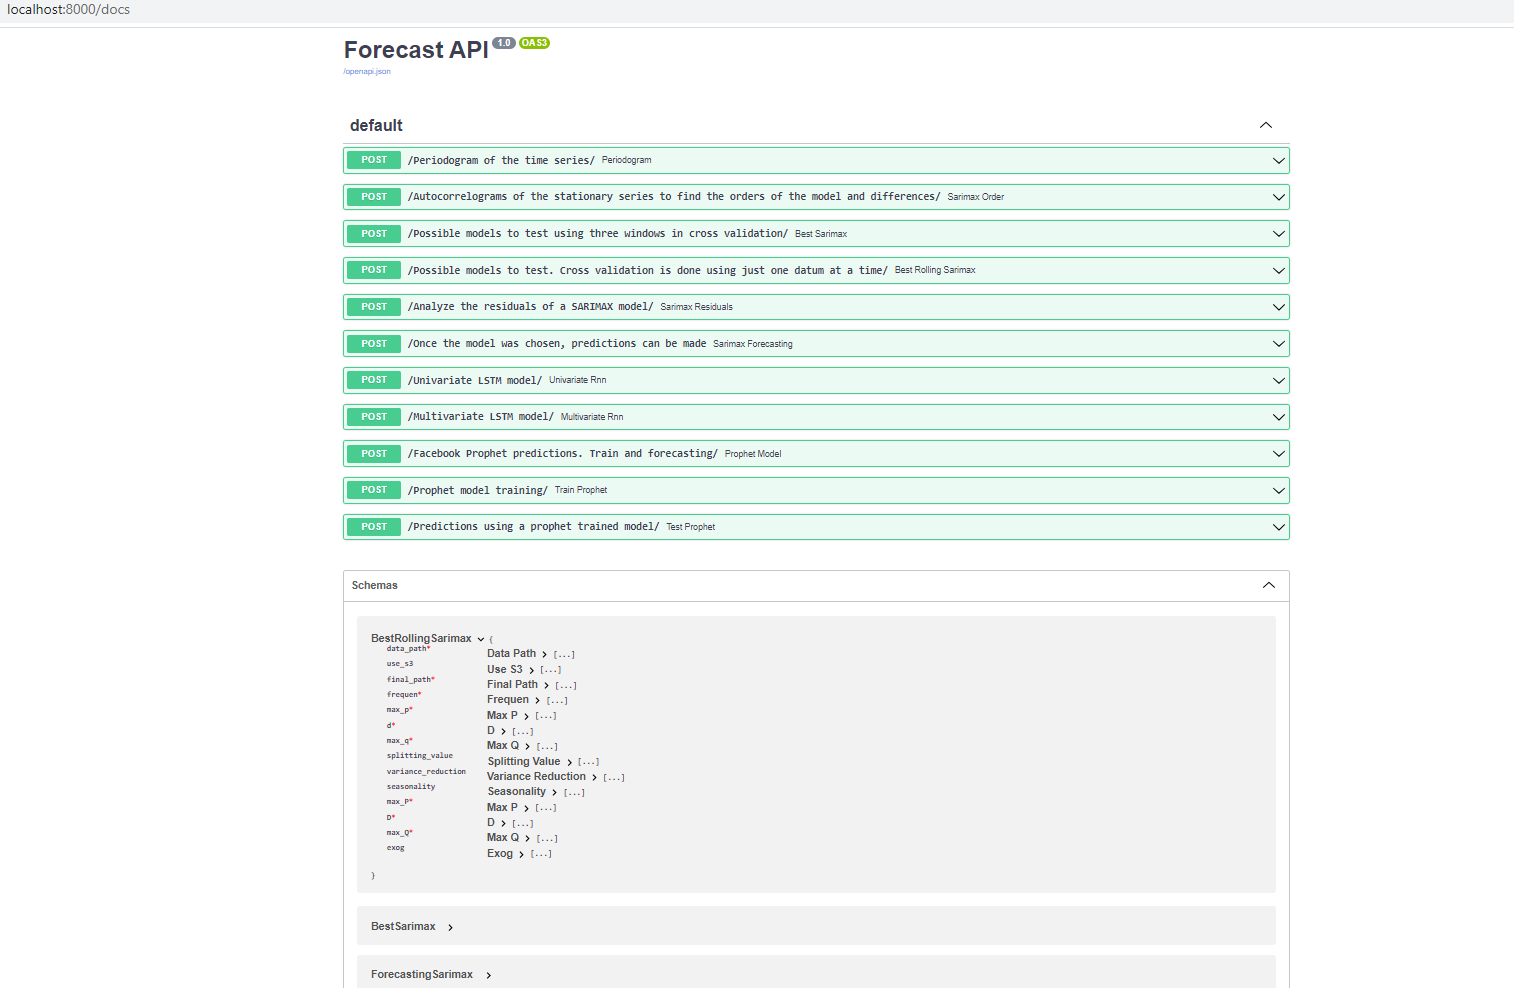 localhost:8000/docs
Forecast API 1.0 OAS3
/openapi.json
default
POST /Periodogram of the time series/ Periodogram
POST /Autocorrelograms of the stationary series to find the orders of the model and differences/ Sarimax Order
POST /Possible models to test using three windows in cross validation/ Best Sarimax
POST /Possible models to test. Cross validation is done using just one datum at a time/ Best Rolling Sarimax
POST /Analyze the residuals of a SARIMAX model/ Sarimax Residuals
POST /Once the model was chosen, predictions can be made Sarimax Forecasting
POST /Univariate LSTM model/ Univariate Rnn
POST /Multivariate LSTM model/ Multivariate Rnn
POST /Facebook Prophet predictions. Train and forecasting/ Prophet Model
POST /Prophet model training/ Train Prophet
POST /Predictions using a prophet trained model/ Test Prophet
Schemas
BestRollingSarimax {
data_path* Data Path [...]
use_s3 Use S3 [...]
final_path* Final Path [...]
frequen* Frequen [...]
max_p* Max P [...]
d* D [...]
max_q* Max Q [...]
splitting_value Splitting Value [...]
variance_reduction Variance Reduction [...]
seasonality Seasonality [...]
max_P* Max P [...]
D* D [...]
max_Q* Max Q [...]
exog Exog [...]
}
BestSarimax
ForecastingSarimax